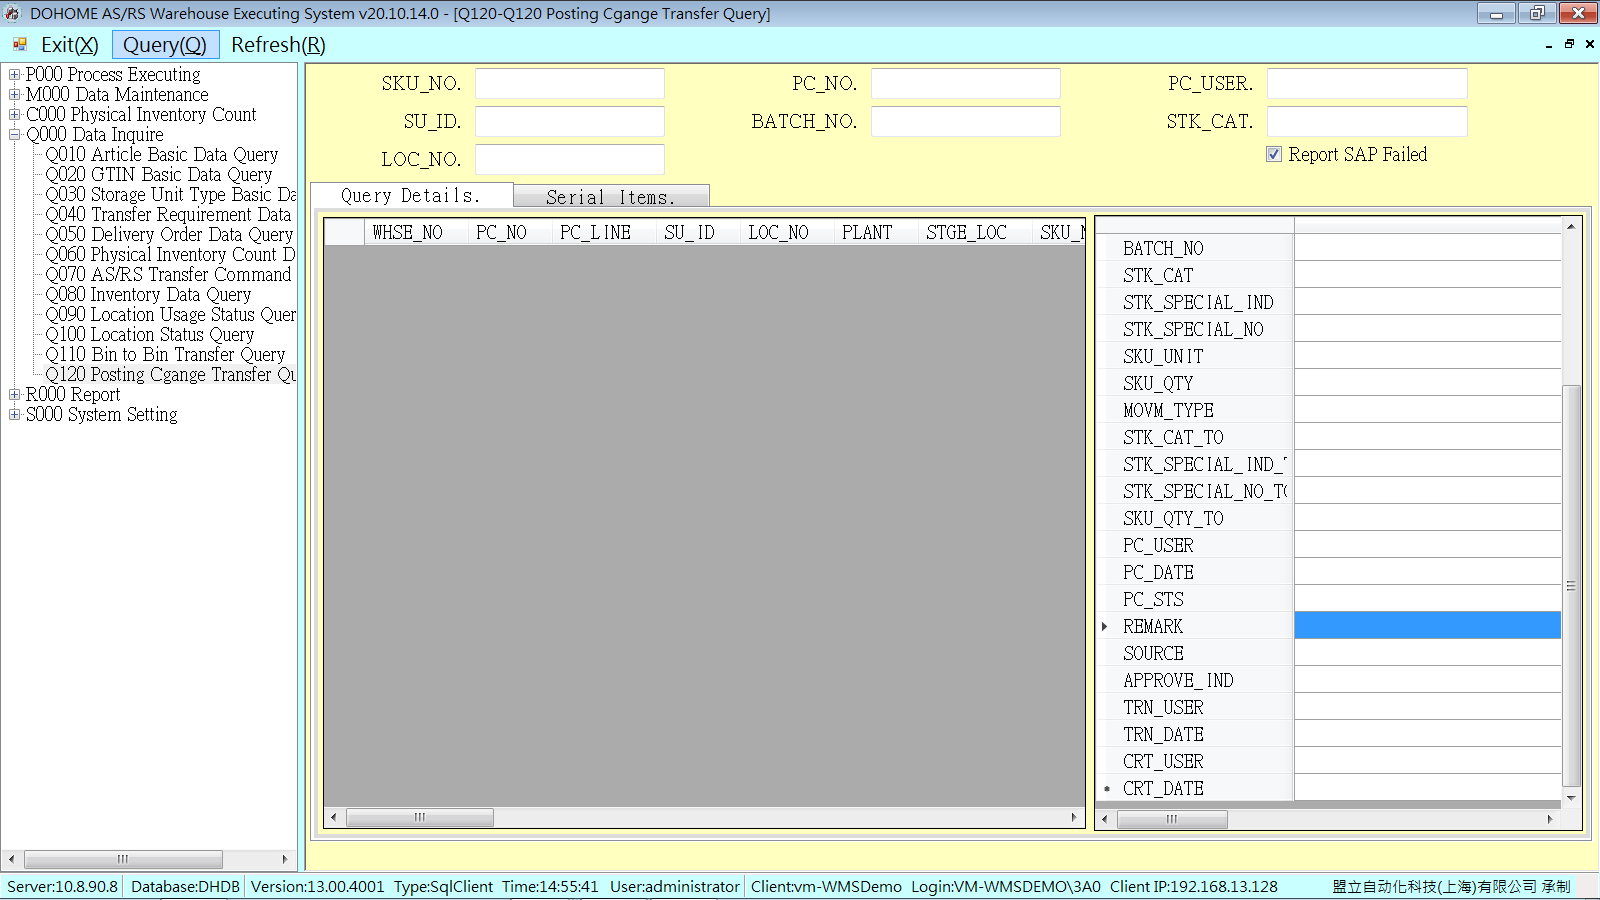 DOHOME AS/RS Warehouse Executing System v20.10.14.0 - [Q120-Q120 Posting Cgange Transfer Query]
Exit(X) Query(Q) Refresh(R)
P000 Process Executing
M000 Data Maintenance
C000 Physical Inventory Count
Q000 Data Inquire
Q010 Article Basic Data Query
Q020 GTIN Basic Data Query
Q030 Storage Unit Type Basic Da
Q040 Transfer Requirement Data
Q050 Delivery Order Data Query
Q060 Physical Inventory Count D
Q070 AS/RS Transfer Command
Q080 Inventory Data Query
Q090 Location Usage Status Quer
Q100 Location Status Query
Q110 Bin to Bin Transfer Query
Q120 Posting Cgange Transfer Qu
R000 Report
S000 System Setting
SKU_NO. PC_NO. PC_USER.
SU_ID. BATCH_NO. STK_CAT.
LOC_NO. Report SAP Failed
Query Details. Serial Items.
WHSE_NO PC_NO PC_LINE SU_ID LOC_NO PLANT STGE_LOC SKU_N
BATCH_NO
STK_CAT
STK_SPECIAL_IND
STK_SPECIAL_NO
SKU_UNIT
SKU_QTY
MOVM_TYPE
STK_CAT_TO
STK_SPECIAL_IND_T
STK_SPECIAL_NO_TO
SKU_QTY_TO
PC_USER
PC_DATE
PC_STS
REMARK
SOURCE
APPROVE_IND
TRN_USER
TRN_DATE
CRT_USER
CRT_DATE
Server:10.8.90.8 Database:DHDB Version:13.00.4001 Type:SqlClient Time:14:55:41 User:administrator Client:vm-WMSDemo Login:VM-WMSDEMO\3A0 Client IP:192.168.13.128 盟立自动化科技(上海)有限公司 承制